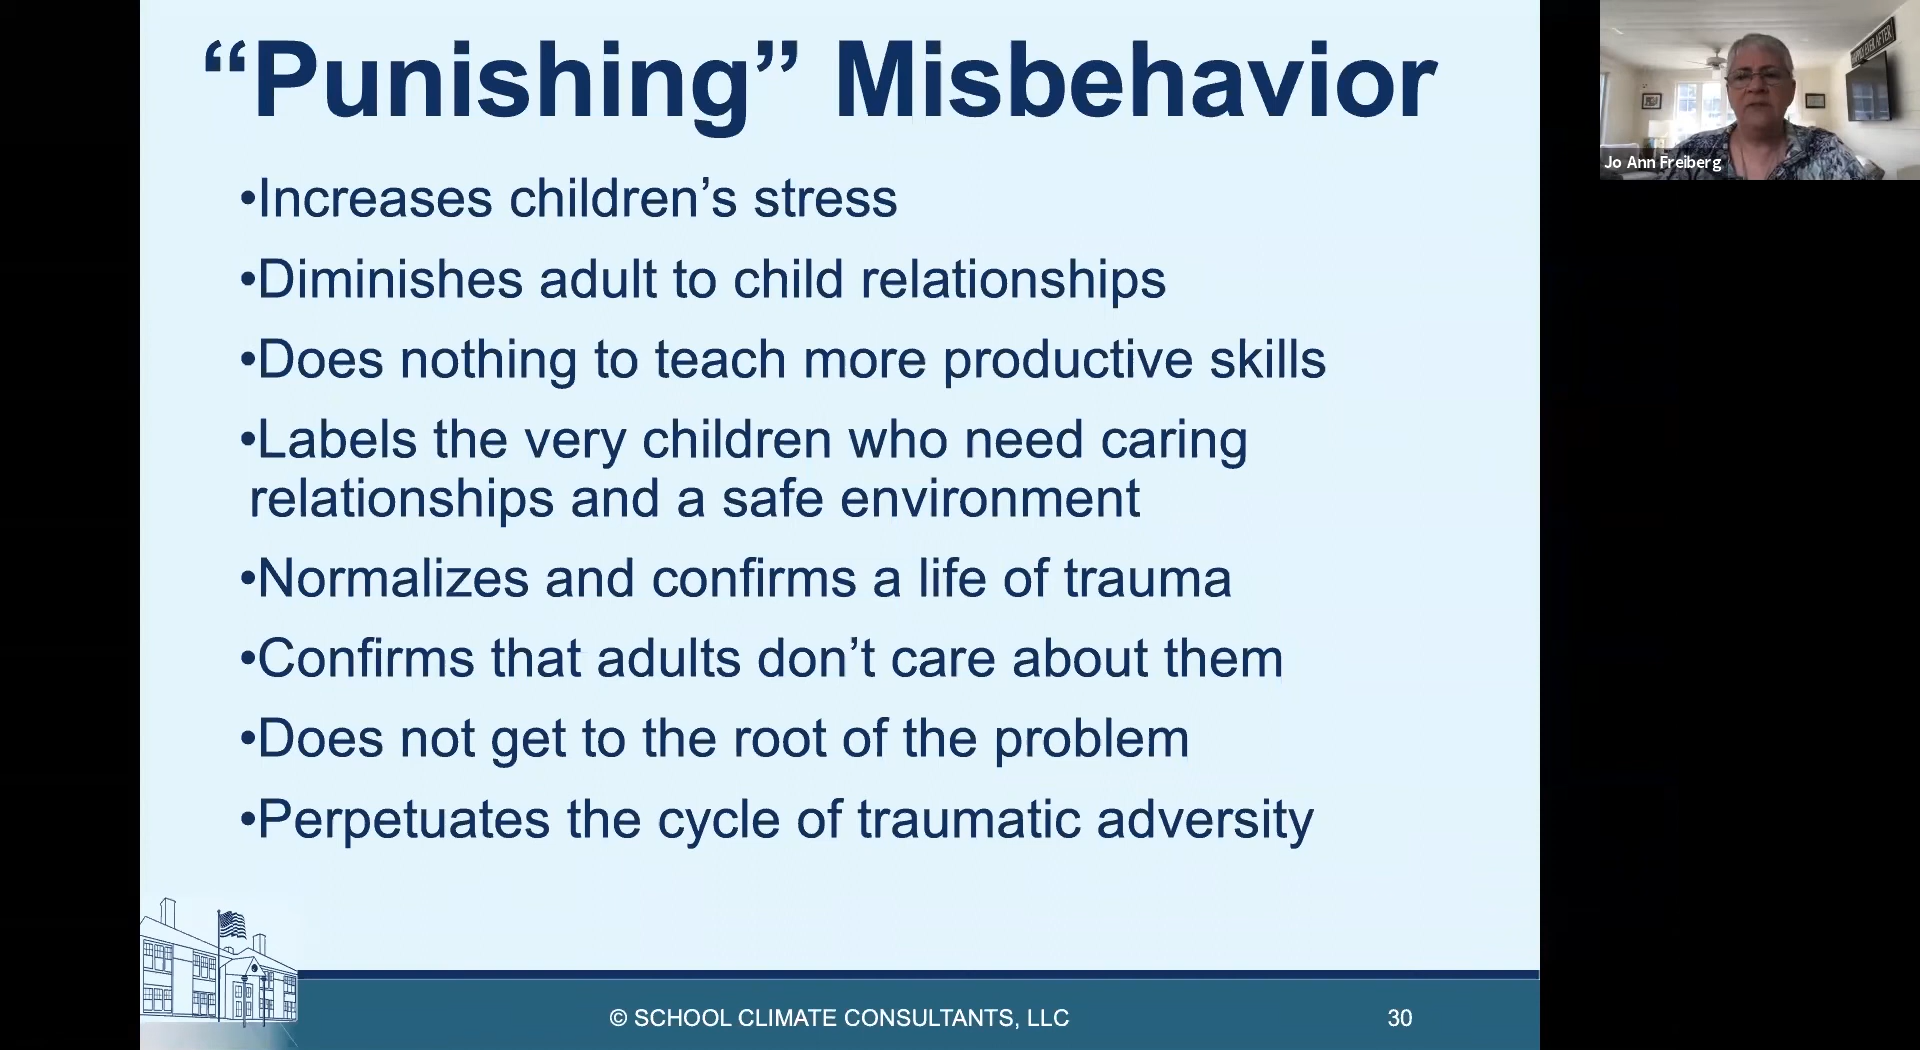 “Punishing” Misbehavior
•Increases children’s stress
•Diminishes adult to child relationships
•Does nothing to teach more productive skills
•Labels the very children who need caring
relationships and a safe environment
•Normalizes and confirms a life of trauma
•Confirms that adults don’t care about them
•Does not get to the root of the problem
•Perpetuates the cycle of traumatic adversity
© SCHOOL CLIMATE CONSULTANTS, LLC
30
HAPPILY EVER AFTER
Jo Ann Freiberg